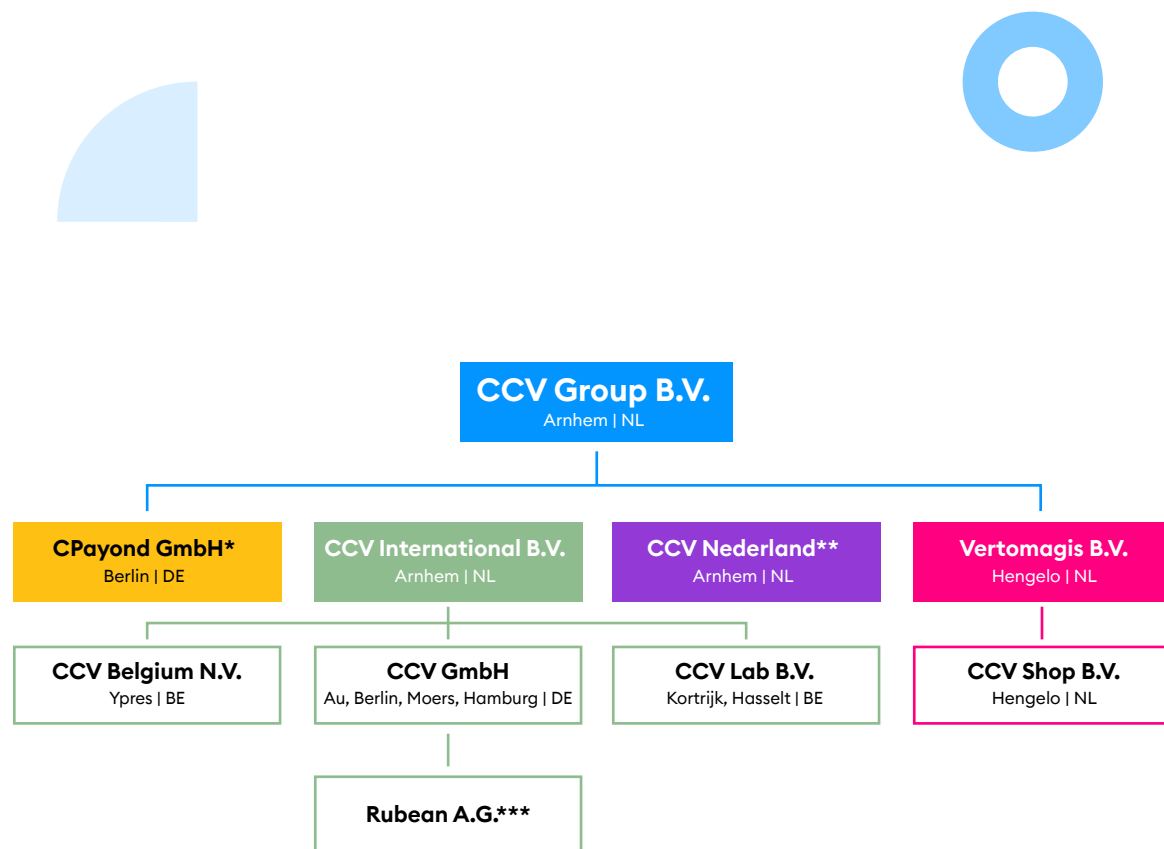 CCV Group B.V.
Arnhem | NL
CPayond GmbH*
Berlin | DE
CCV International B.V.
Arnhem | NL
CCV Nederland**
Arnhem | NL
Vertomagis B.V.
Hengelo | NL
CCV Belgium N.V.
Ypres | BE
CCV GmbH
Au, Berlin, Moers, Hamburg | DE
CCV Lab B.V.
Kortrijk, Hasselt | BE
CCV Shop B.V.
Hengelo | NL
Rubean A.G.***